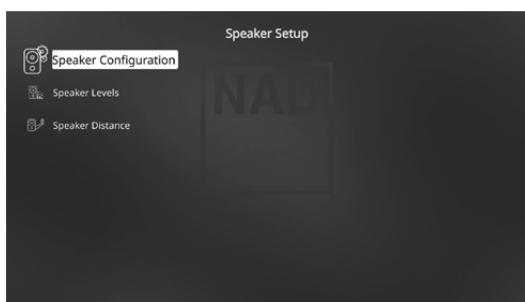 Speaker Setup
Speaker Configuration
Speaker Levels
Speaker Distance
NAD